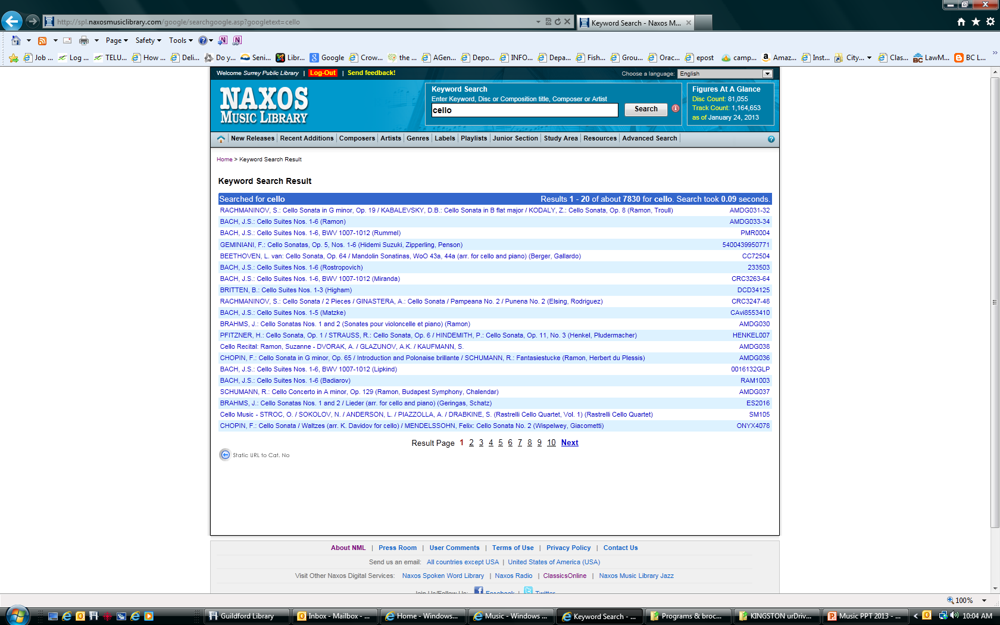 http://spl.naxosmusiclibrary.com/google/searchgoogle.asp?googletext=cello
Keyword Search - Naxos M...
Page Safety Tools
Job ... Log ... TELU... How ... Deli... Do y... Seni... Libr... Google Crow... the ... AGen... Depo... INFO... Depa... Fish... Grou... Orac... epost camp... Amaz... Inst... City... Clas... LawM... BC L...
Welcome Surrey Public Library | Log-Out | Send feedback!
Choose a language: English
NAXOS
MUSIC LIBRARY
Keyword Search
Enter Keyword, Disc or Composition title, Composer or Artist
cello Search
Figures At A Glance
Disc Count: 81,055
Track Count: 1,164,653
as of January 24, 2013
New Releases Recent Additions Composers Artists Genres Labels Playlists Junior Section Study Area Resources Advanced Search
Home > Keyword Search Result
Keyword Search Result
Searched for cello Results 1 - 20 of about 7830 for cello. Search took 0.09 seconds.
RACHMANINOV, S.: Cello Sonata in G minor, Op. 19 / KABALEVSKY, D.B.: Cello Sonata in B flat major / KODALY, Z.: Cello Sonata, Op. 8 (Ramon, Troull) AMDG031-32
BACH, J.S.: Cello Suites Nos. 1-6 (Ramon) AMDG033-34
BACH, J.S.: Cello Suites Nos. 1-6, BWV 1007-1012 (Rummel) PMR0004
GEMINIANI, F.: Cello Sonatas, Op. 5, Nos. 1-6 (Hidemi Suzuki, Zipperling, Penson) 5400439950771
BEETHOVEN, L. van: Cello Sonata, Op. 64 / Mandolin Sonatinas, WoO 43a, 44a (arr. for cello and piano) (Berger, Gallardo) CC72504
BACH, J.S.: Cello Suites Nos. 1-6 (Rostropovich) 233503
BACH, J.S.: Cello Suites Nos. 1-6, BWV 1007-1012 (Miranda) CRC3263-64
BRITTEN, B.: Cello Suites Nos. 1-3 (Higham) DCD34125
RACHMANINOV, S.: Cello Sonata / 2 Pieces / GINASTERA, A.: Cello Sonata / Pampeana No. 2 / Punena No. 2 (Elsing, Rodriguez) CRC3247-48
BACH, J.S.: Cello Suites Nos. 1-5 (Matzke) CAvi8553410
BRAHMS, J.: Cello Sonatas Nos. 1 and 2 (Sonates pour violoncelle et piano) (Ramon) AMDG030
PFITZNER, H.: Cello Sonata, Op. 1 / STRAUSS, R.: Cello Sonata, Op. 6 / HINDEMITH, P.: Cello Sonata, Op. 11, No. 3 (Henkel, Pludermacher) HENKEL007
Cello Recital: Ramon, Suzanne - DVORAK, A. / GLAZUNOV, A.K. / KAUFMANN, S. AMDG038
CHOPIN, F.: Cello Sonata in G minor, Op. 65 / Introduction and Polonaise brillante / SCHUMANN, R.: Fantasiestucke (Ramon, Herbert du Plessis) AMDG036
BACH, J.S.: Cello Suites Nos. 1-6, BWV 1007-1012 (Lipkind) 0016132GLP
BACH, J.S.: Cello Suites Nos. 1-6 (Badiarov) RAM1003
SCHUMANN, R.: Cello Concerto in A minor, Op. 129 (Ramon, Budapest Symphony, Chalendar) AMDG037
BRAHMS, J.: Cello Sonatas Nos. 1 and 2 / Lieder (arr. for cello and piano) (Geringas, Schatz) ES2016
Cello Music - STROC, O. / SOKOLOV, N. / ANDERSON, L. / PIAZZOLLA, A. / DRABKINE, S. (Rastrelli Cello Quartet, Vol. 1) (Rastrelli Cello Quartet) SM105
CHOPIN, F.: Cello Sonata / Waltzes (arr. K. Davidov for cello) / MENDELSSOHN, Felix: Cello Sonata No. 2 (Wispelwey, Giacometti) ONYX4078
Result Page 1 2 3 4 5 6 7 8 9 10 Next
Static URL to Cat. No
About NML | Press Room | User Comments | Terms of Use | Privacy Policy | Contact Us
Send us an email: All countries except USA | United States of America (USA)
Visit Other Naxos Digital Services: Naxos Spoken Word Library | Naxos Radio | ClassicsOnline | Naxos Music Library Jazz
Join Us/Follow Us: Facebook | Twitter
100%
Guildford Library Inbox - Mailbox - ... Home - Windows... Music - Windows ... Keyword Search - ... Programs & broc... KINGSTON urDriv... Music PPT 2013 - ... 10:04 AM